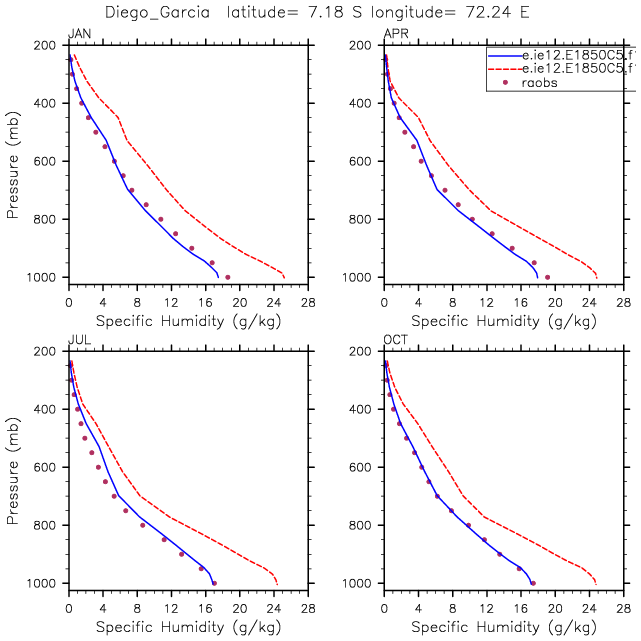 Diego_Garcia latitude= 7.18 S longitude= 72.24 E
JAN
200
400
600
800
1000
Pressure (mb)
0 4 8 12 16 20 24 28
Specific Humidity (g/kg)
APR
e.ie12.E1850C5.f1
e.ie12.E1850C5.f1
raobs
200
400
600
800
1000
0 4 8 12 16 20 24 28
Specific Humidity (g/kg)
JUL
200
400
600
800
1000
Pressure (mb)
0 4 8 12 16 20 24 28
Specific Humidity (g/kg)
OCT
200
400
600
800
1000
0 4 8 12 16 20 24 28
Specific Humidity (g/kg)